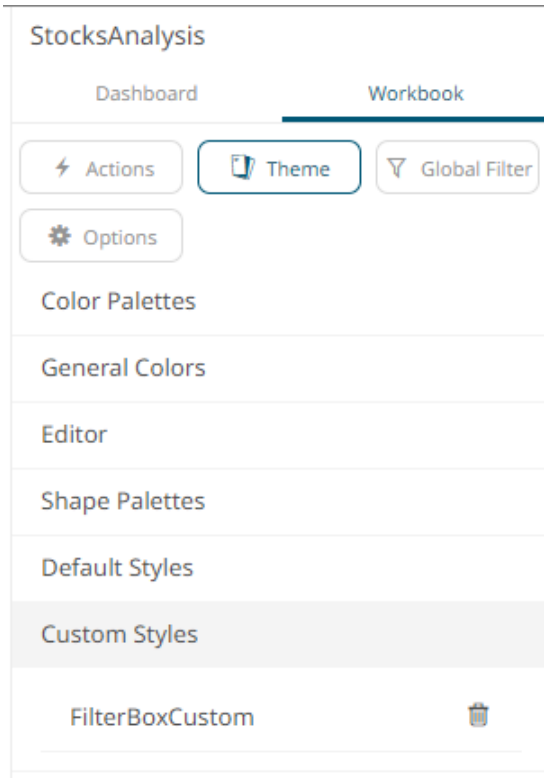 StocksAnalysis
Dashboard Workbook
Actions Theme Global Filter
Options
Color Palettes
General Colors
Editor
Shape Palettes
Default Styles
Custom Styles
FilterBoxCustom